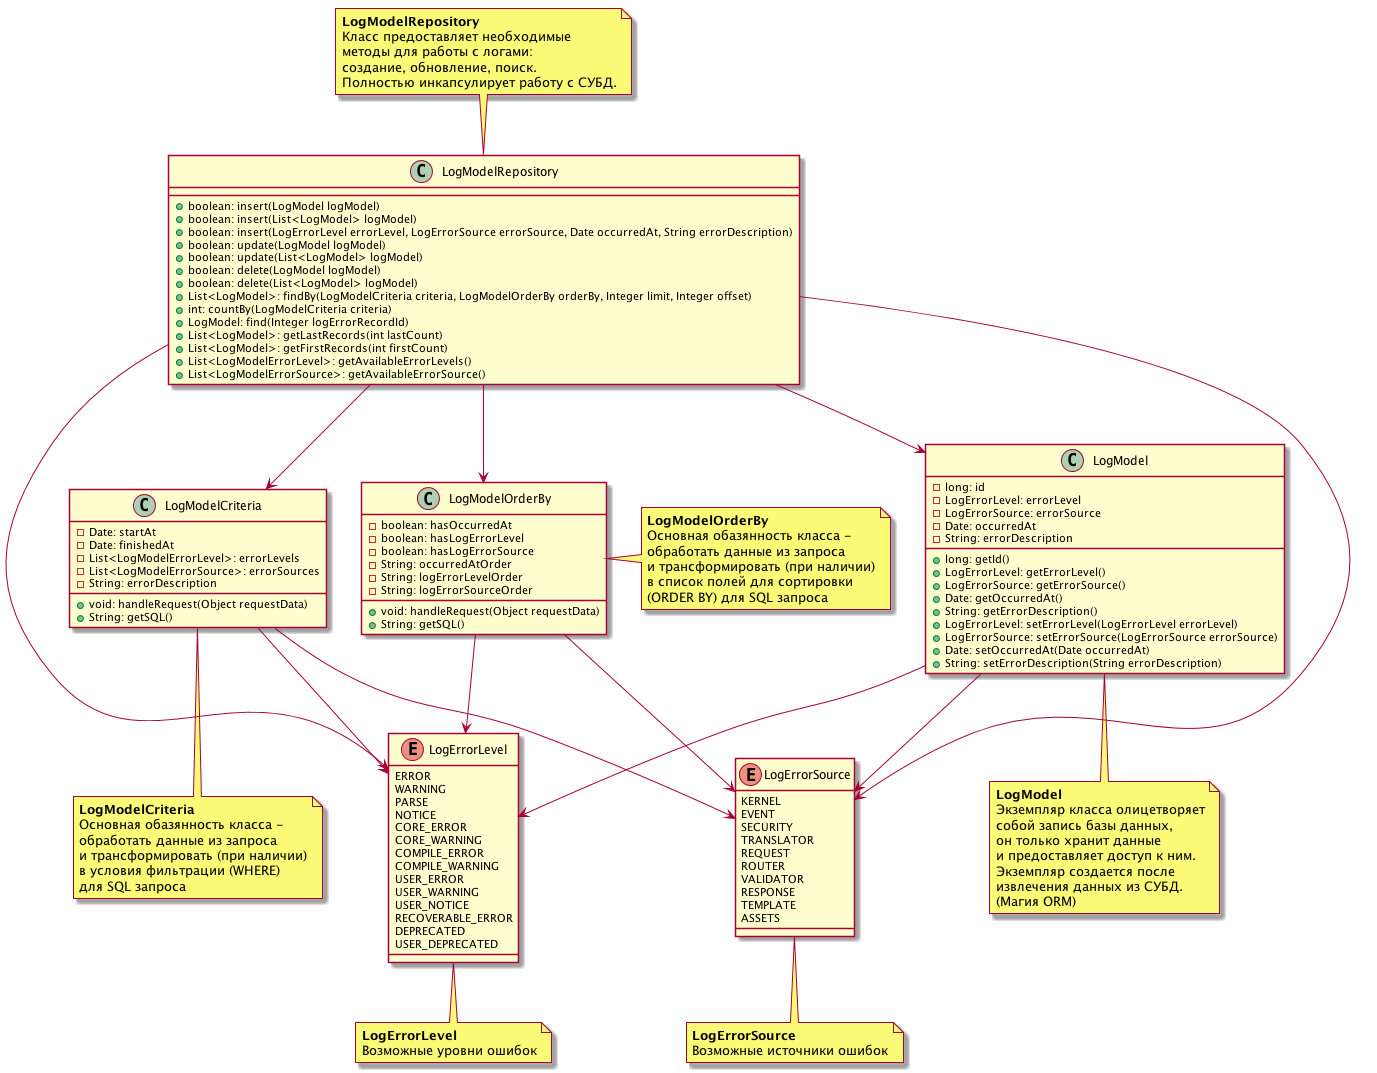 LogModelRepository
Класс предоставляет необходимые
методы для работы с логами:
создание, обновление, поиск.
Полностью инкапсулирует работу с СУБД.
C LogModelRepository
boolean: insert(LogModel logModel)
boolean: insert(List<LogModel> logModel)
boolean: insert(LogErrorLevel errorLevel, LogErrorSource errorSource, Date occurredAt, String errorDescription)
boolean: update(LogModel logModel)
boolean: update(List<LogModel> logModel)
boolean: delete(LogModel logModel)
boolean: delete(List<LogModel> logModel)
List<LogModel>: findBy(LogModelCriteria criteria, LogModelOrderBy orderBy, Integer limit, Integer offset)
int: countBy(LogModelCriteria criteria)
LogModel: find(Integer logErrorRecordId)
List<LogModel>: getLastRecords(int lastCount)
List<LogModel>: getFirstRecords(int firstCount)
List<LogModelErrorLevel>: getAvailableErrorLevels()
List<LogModelErrorSource>: getAvailableErrorSource()
C LogModelCriteria
Date: startAt
Date: finishedAt
List<LogModelErrorLevel>: errorLevels
List<LogModelErrorSource>: errorSources
String: errorDescription
void: handleRequest(Object requestData)
String: getSQL()
C LogModelOrderBy
boolean: hasOccurredAt
boolean: hasLogErrorLevel
boolean: hasLogErrorSource
String: occurredAtOrder
String: logErrorLevelOrder
String: logErrorSourceOrder
void: handleRequest(Object requestData)
String: getSQL()
LogModelOrderBy
Основная обазянность класса –
обработать данные из запроса
и трансформировать (при наличии)
в список полей для сортировки
(ORDER BY) для SQL запроса
C LogModel
long: id
LogErrorLevel: errorLevel
LogErrorSource: errorSource
Date: occurredAt
String: errorDescription
long: getId()
LogErrorLevel: getErrorLevel()
LogErrorSource: getErrorSource()
Date: getOccurredAt()
String: getErrorDescription()
LogErrorLevel: setErrorLevel(LogErrorLevel errorLevel)
LogErrorSource: setErrorSource(LogErrorSource errorSource)
Date: setOccurredAt(Date occurredAt)
String: setErrorDescription(String errorDescription)
LogModelCriteria
Основная обазянность класса –
обработать данные из запроса
и трансформировать (при наличии)
в условия фильтрации (WHERE)
для SQL запроса
E LogErrorLevel
ERROR
WARNING
PARSE
NOTICE
CORE_ERROR
CORE_WARNING
COMPILE_ERROR
COMPILE_WARNING
USER_ERROR
USER_WARNING
USER_NOTICE
RECOVERABLE_ERROR
DEPRECATED
USER_DEPRECATED
E LogErrorSource
KERNEL
EVENT
SECURITY
TRANSLATOR
REQUEST
ROUTER
VALIDATOR
RESPONSE
TEMPLATE
ASSETS
LogModel
Экземпляр класса олицетворяет
собой запись базы данных,
он только хранит данные
и предоставляет доступ к ним.
Экземпляр создается после
извлечения данных из СУБД.
(Магия ORM)
LogErrorLevel
Возможные уровни ошибок
LogErrorSource
Возможные источники ошибок